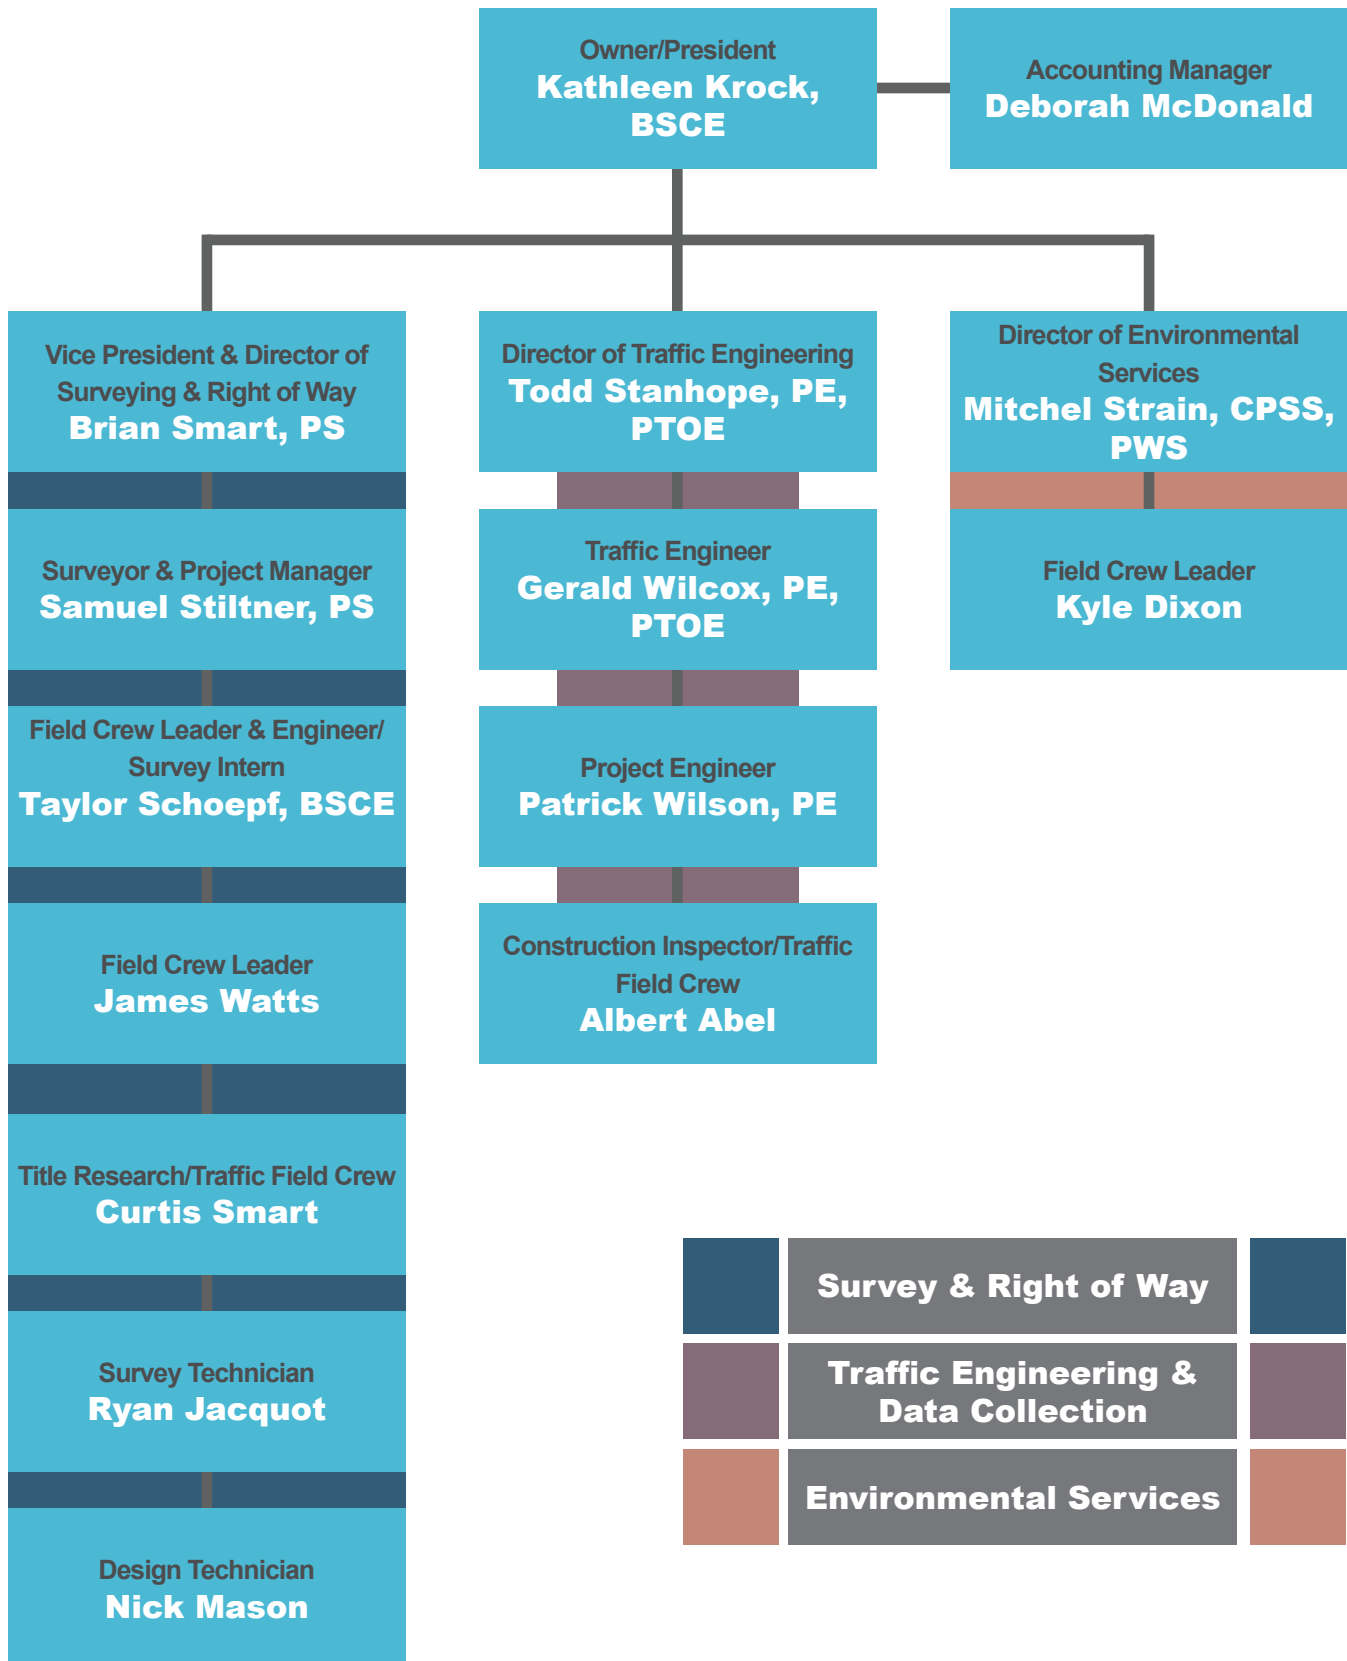 Owner/President
Kathleen Krock,
BSCE
Accounting Manager
Deborah McDonald
Vice President & Director of
Surveying & Right of Way
Brian Smart, PS
Director of Traffic Engineering
Todd Stanhope, PE,
PTOE
Director of Environmental
Services
Mitchel Strain, CPSS,
PWS
Surveyor & Project Manager
Samuel Stiltner, PS
Traffic Engineer
Gerald Wilcox, PE,
PTOE
Field Crew Leader
Kyle Dixon
Field Crew Leader & Engineer/
Survey Intern
Taylor Schoepf, BSCE
Project Engineer
Patrick Wilson, PE
Field Crew Leader
James Watts
Construction Inspector/Traffic
Field Crew
Albert Abel
Title Research/Traffic Field Crew
Curtis Smart
Survey Technician
Ryan Jacquot
Design Technician
Nick Mason
Survey & Right of Way
Traffic Engineering &
Data Collection
Environmental Services